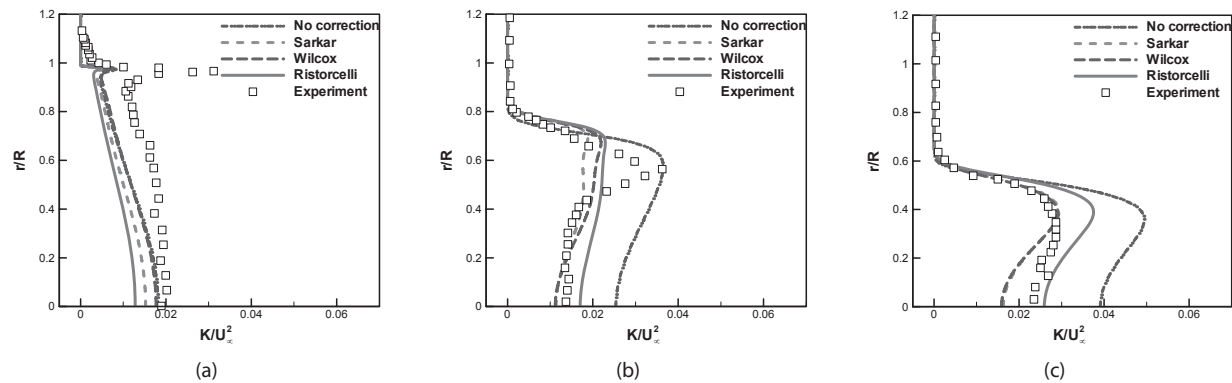 No correction
Sarkar
Wilcox
Ristorcelli
Experiment
r/R
1.2
1
0.8
0.6
0.4
0.2
0
0 0.02 0.04 0.06
K/U²∞
(a)
No correction
Sarkar
Wilcox
Ristorcelli
Experiment
r/R
1.2
1
0.8
0.6
0.4
0.2
0
0 0.02 0.04 0.06
K/U²∞
(b)
No correction
Sarkar
Wilcox
Ristorcelli
Experiment
r/R
1.2
1
0.8
0.6
0.4
0.2
0
0 0.02 0.04 0.06
K/U²∞
(c)